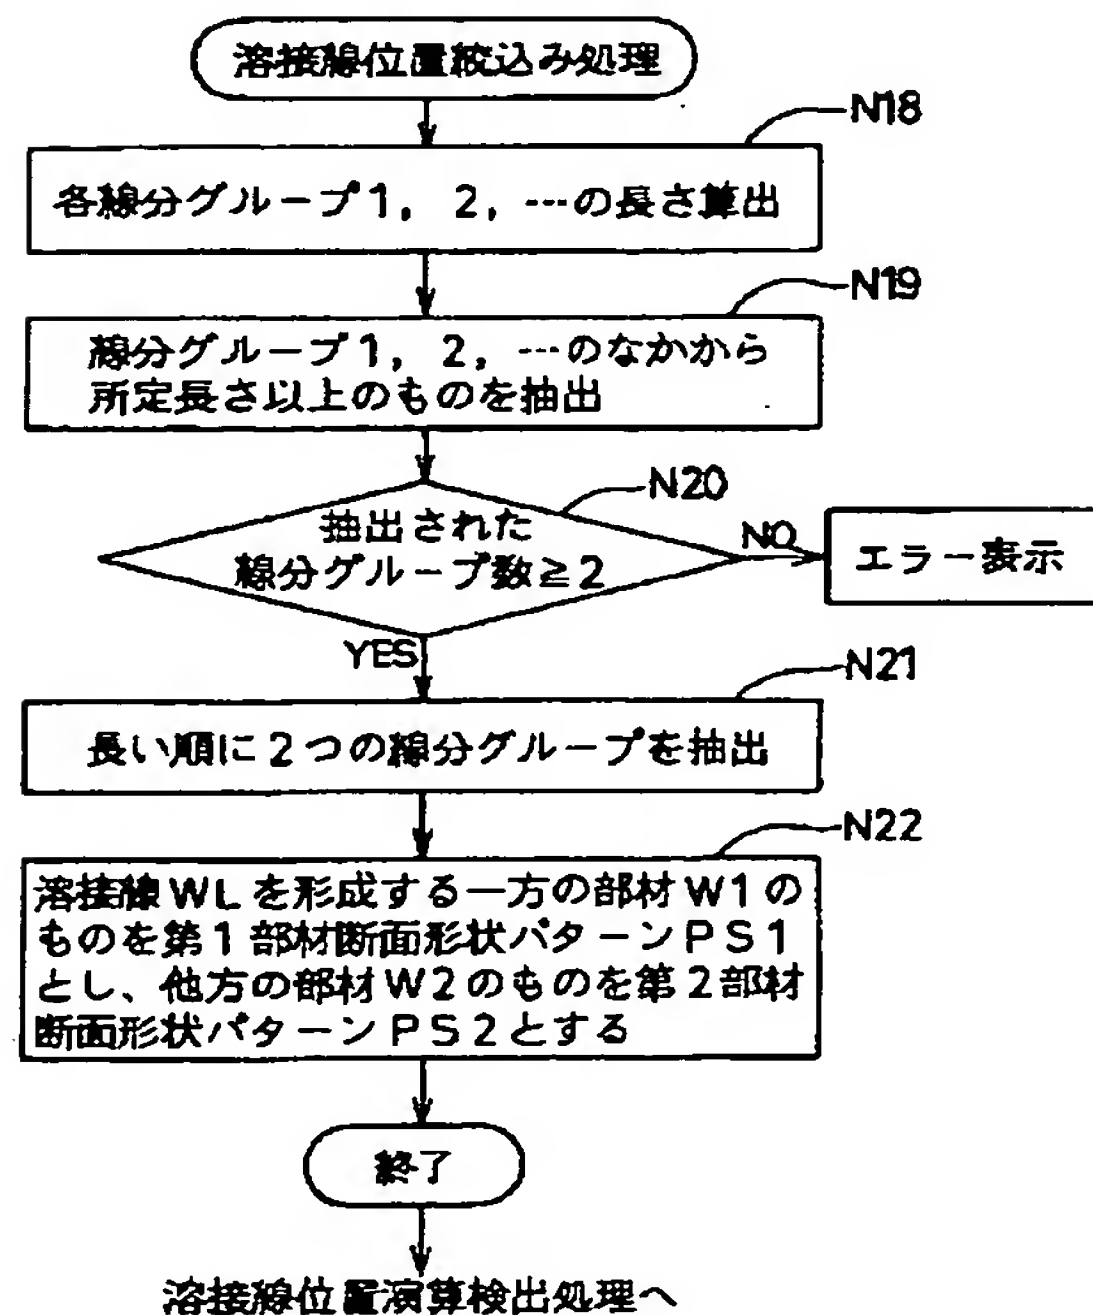 溶接線位置絞込み処理
N18
各線分グループ1, 2, …の長さ算出
N19
線分グループ1, 2, …のなかから
所定長さ以上のものを抽出
N20
抽出された
線分グループ数≧2
NO
エラー表示
YES
N21
長い順に2つの線分グループを抽出
N22
溶接線WLを形成する一方の部材W1の
ものを第1部材断面形状パターンPS1
とし、他方の部材W2のものを第2部材
断面形状パターンPS2とする
終了
溶接線位置演算検出処理へ